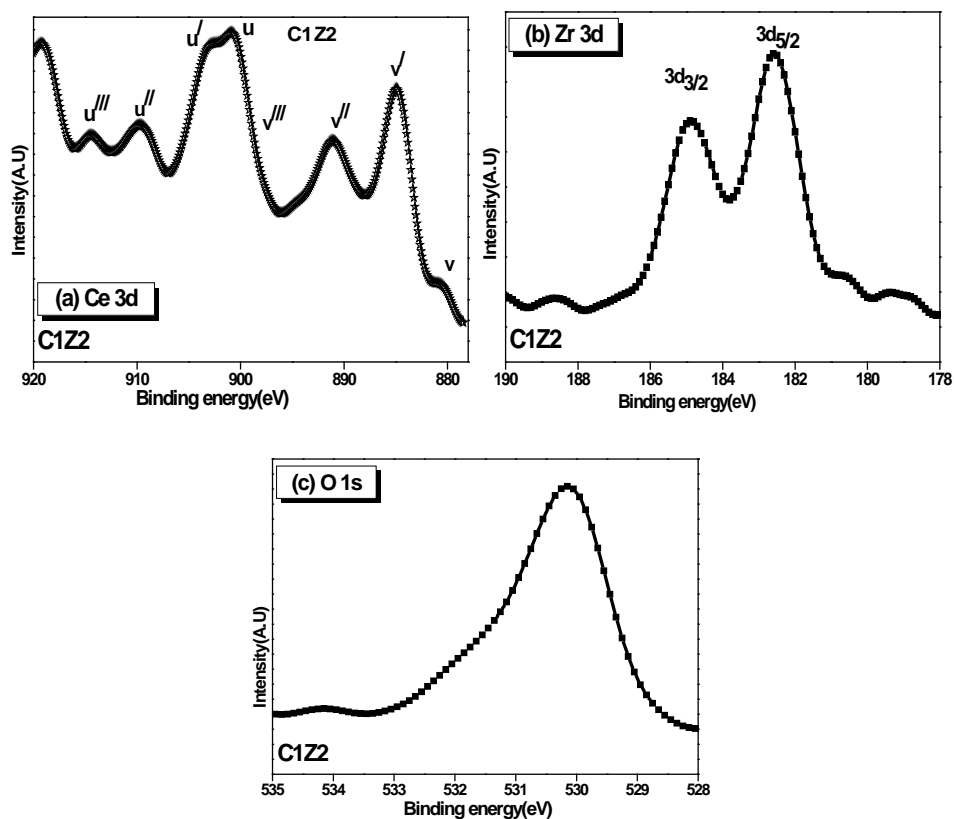 u/ u C1Z2
v/
u/// u// v/// v//
v
Intensity(A.U)
(a) Ce 3d
C1Z2
920 910 900 890 880
Binding energy(eV)
(b) Zr 3d
3d5/2
3d3/2
Intensity(A.U)
C1Z2
190 188 186 184 182 180 179 178
Binding energy(eV)
(c) O 1s
Intensity(A.U)
C1Z2
535 534 533 532 531 530 529 528
Binding energy(eV)